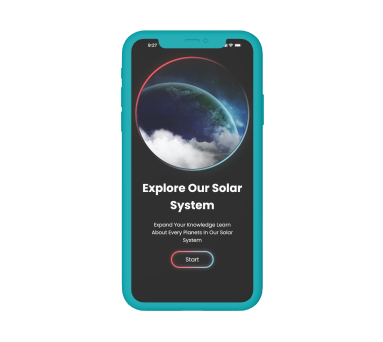 9:27
Explore Our Solar
System
Expand Your Knowledge Learn
About Every Planets In Our Solar
System
Start